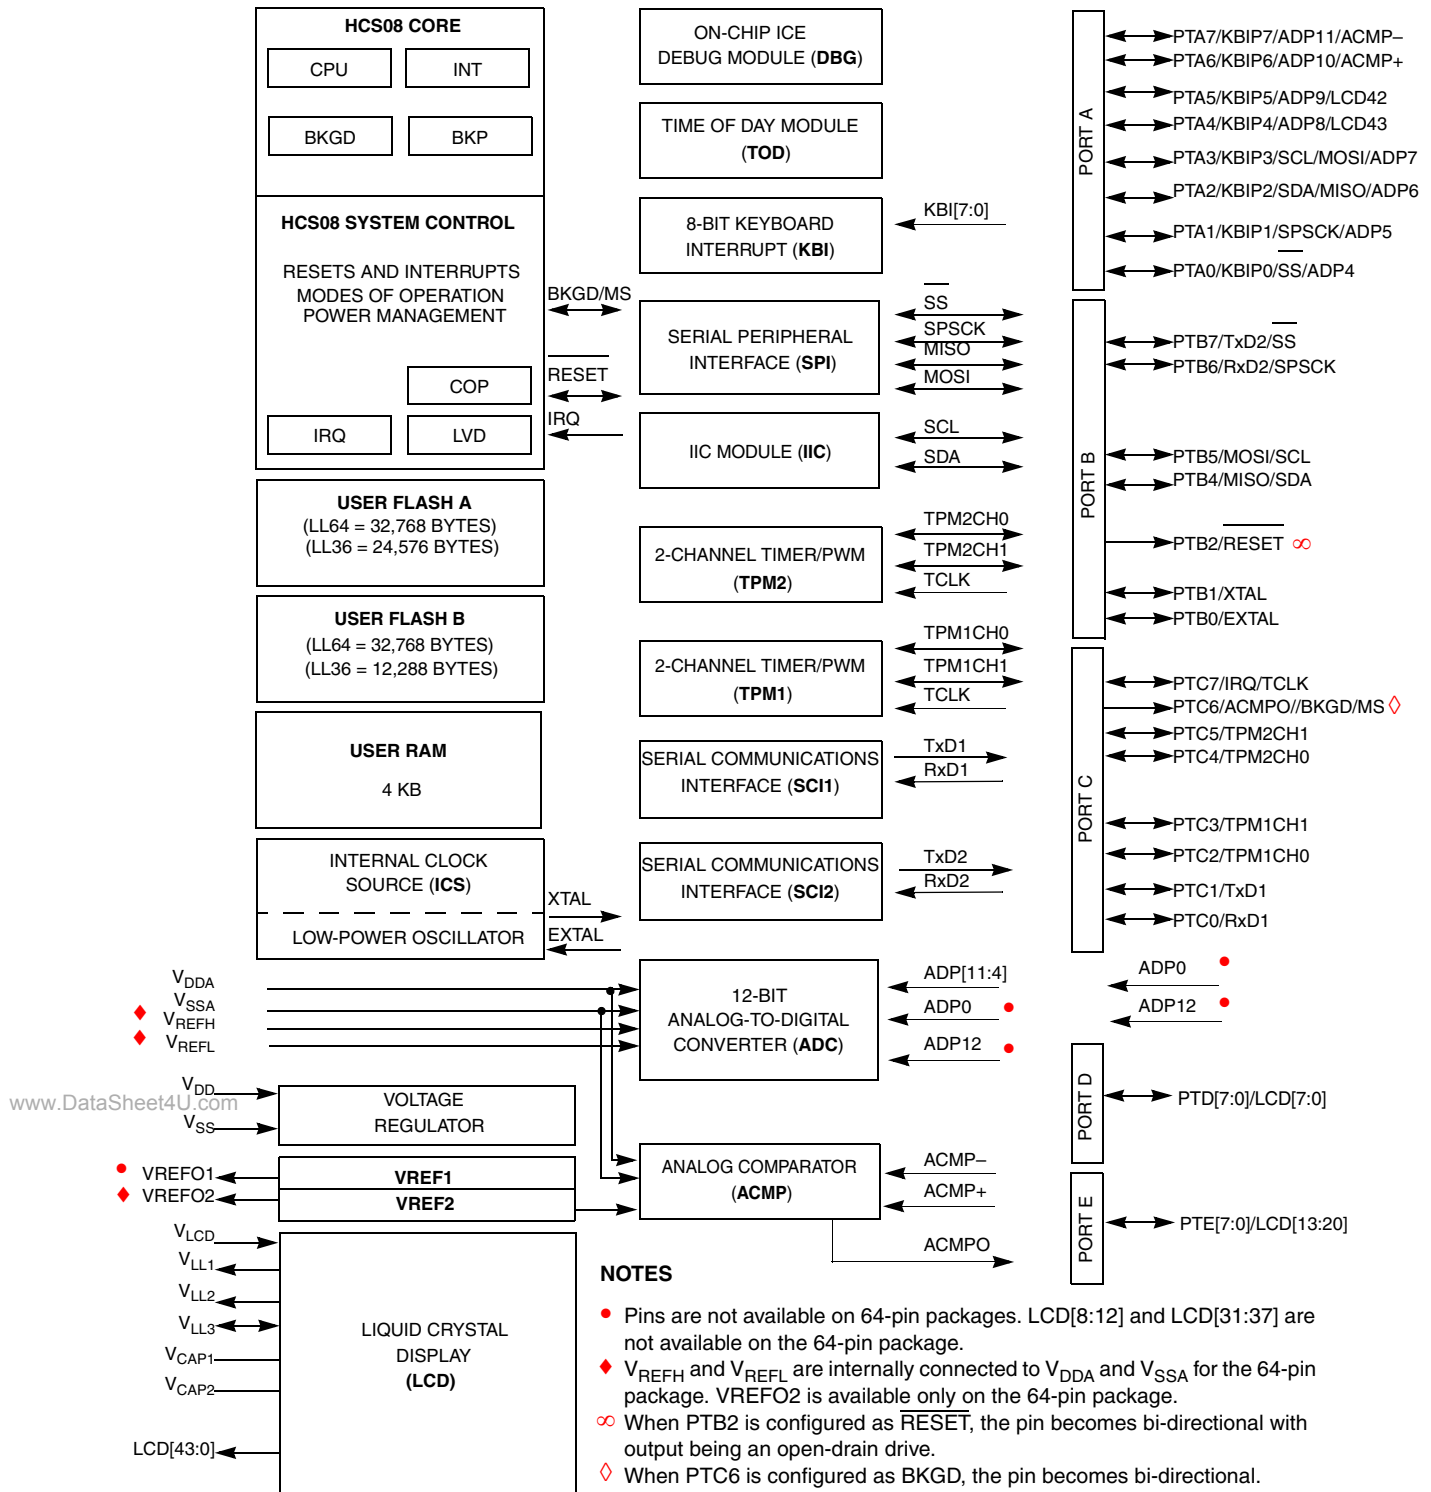 HCS08 CORE
CPU
INT
BKGD
BKP
HCS08 SYSTEM CONTROL
RESETS AND INTERRUPTS
MODES OF OPERATION
POWER MANAGEMENT
COP
IRQ
LVD
BKGD/MS
RESET
IRQ
USER FLASH A
(LL64 = 32,768 BYTES)
(LL36 = 24,576 BYTES)
USER FLASH B
(LL64 = 32,768 BYTES)
(LL36 = 12,288 BYTES)
USER RAM
4 KB
INTERNAL CLOCK
SOURCE (ICS)
LOW-POWER OSCILLATOR
XTAL
EXTAL
VDDA
VSSA
♦ VREFH
♦ VREFL
VDD
VSS
www.DataSheet4U.com
VOLTAGE
REGULATOR
• VREFO1
♦ VREFO2
VREF1
VREF2
VLCD
VLL1
VLL2
VLL3
VCAP1
VCAP2
LCD[43:0]
LIQUID CRYSTAL
DISPLAY
(LCD)
ON-CHIP ICE
DEBUG MODULE (DBG)
TIME OF DAY MODULE
(TOD)
8-BIT KEYBOARD
INTERRUPT (KBI)
KBI[7:0]
SERIAL PERIPHERAL
INTERFACE (SPI)
SS
SPSCK
MISO
MOSI
IIC MODULE (IIC)
SCL
SDA
2-CHANNEL TIMER/PWM
(TPM2)
TPM2CH0
TPM2CH1
TCLK
2-CHANNEL TIMER/PWM
(TPM1)
TPM1CH0
TPM1CH1
TCLK
SERIAL COMMUNICATIONS
INTERFACE (SCI1)
TxD1
RxD1
SERIAL COMMUNICATIONS
INTERFACE (SCI2)
TxD2
RxD2
12-BIT
ANALOG-TO-DIGITAL
CONVERTER (ADC)
ADP[11:4]
ADP0 •
ADP12 •
ANALOG COMPARATOR
(ACMP)
ACMP–
ACMP+
ACMPO
PORT A
PTA7/KBIP7/ADP11/ACMP–
PTA6/KBIP6/ADP10/ACMP+
PTA5/KBIP5/ADP9/LCD42
PTA4/KBIP4/ADP8/LCD43
PTA3/KBIP3/SCL/MOSI/ADP7
PTA2/KBIP2/SDA/MISO/ADP6
PTA1/KBIP1/SPSCK/ADP5
PTA0/KBIP0/SS/ADP4
PORT B
PTB7/TxD2/SS
PTB6/RxD2/SPSCK
PTB5/MOSI/SCL
PTB4/MISO/SDA
PTB2/RESET ∞
PTB1/XTAL
PTB0/EXTAL
PORT C
PTC7/IRQ/TCLK
PTC6/ACMPO//BKGD/MS ◊
PTC5/TPM2CH1
PTC4/TPM2CH0
PTC3/TPM1CH1
PTC2/TPM1CH0
PTC1/TxD1
PTC0/RxD1
ADP0 •
ADP12 •
PORT D
PTD[7:0]/LCD[7:0]
PORT E
PTE[7:0]/LCD[13:20]
NOTES
• Pins are not available on 64-pin packages. LCD[8:12] and LCD[31:37] are
not available on the 64-pin package.
♦ VREFH and VREFL are internally connected to VDDA and VSSA for the 64-pin
package. VREFO2 is available only on the 64-pin package.
∞ When PTB2 is configured as RESET, the pin becomes bi-directional with
output being an open-drain drive.
◊ When PTC6 is configured as BKGD, the pin becomes bi-directional.